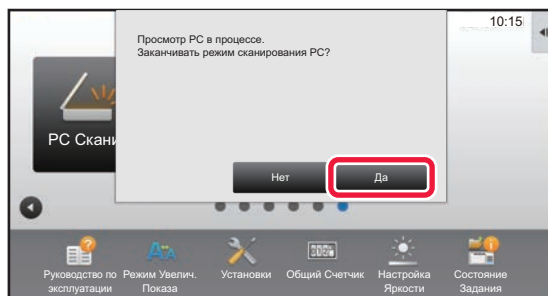 10:15
Просмотр PC в процессе.
Заканчивать режим сканирования PC?
PC Скани
Нет
Да
Руководство по эксплуатации
Режим Увелич. Показа
Установки
Общий Счетчик
Настройка Яркости
Состояние Задания